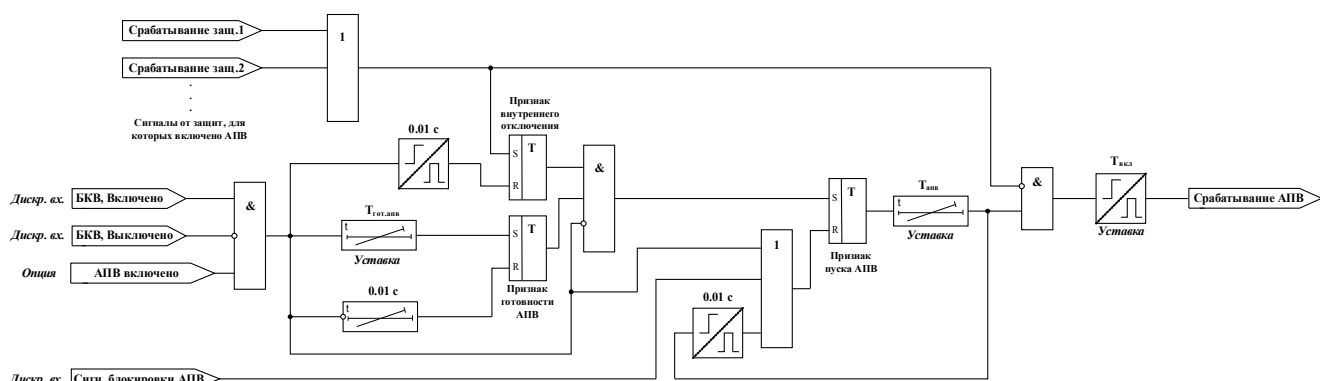 Срабатывание защ.1
1
Срабатывание защ.2
.
.
.
Сигналы от защит, для
которых включено АПВ
Признак
внутреннего
отключения
0.01 с
S
T
R
&
Дискр. вх.
БКВ, Включено
&
Дискр. вх.
БКВ, Выключено
Опция
АПВ включено
Tгот.апв
t
Уставка
S
T
R
Признак
готовности
АПВ
0.01 с
t
1
0.01 с
S
T
R
Признак
пуска АПВ
Tапв
t
Уставка
&
Tвкл
Уставка
Срабатывание АПВ
Дискр. вх.
Сигн. блокировки АПВ